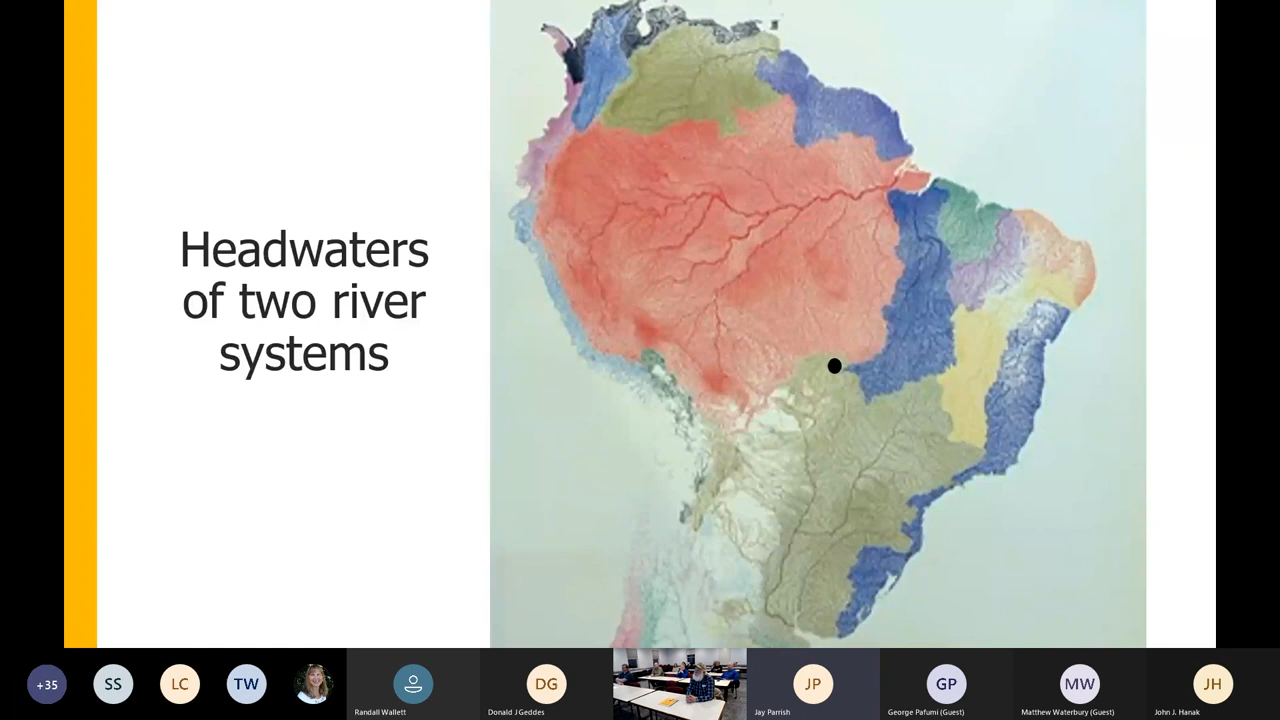 Headwaters
of two river
systems
+35
SS
LC
TW
Randall Wallett
DG
Donald J Geddes
JP
Jay Parrish
GP
George Pafumi (Guest)
MW
Matthew Waterbury (Guest)
JH
John J. Hanak